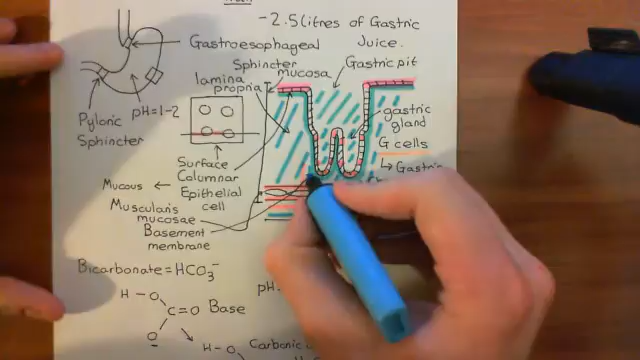 -2.5 Litres of Gastric
Juice.
Gastroesophageal
Sphincter
Gastric pit
mucosa
lamina
propria
pH=1-2
Pyloric
Sphincter
gastric
gland
G cells
Gastric
Surface
Columnar
Epithelial
cell
Mucous
Muscularis
mucosae
Basement
membrane
Bicarbonate = HCO₃⁻
pH
H-O
C=O Base
O
H-O
Carbonic